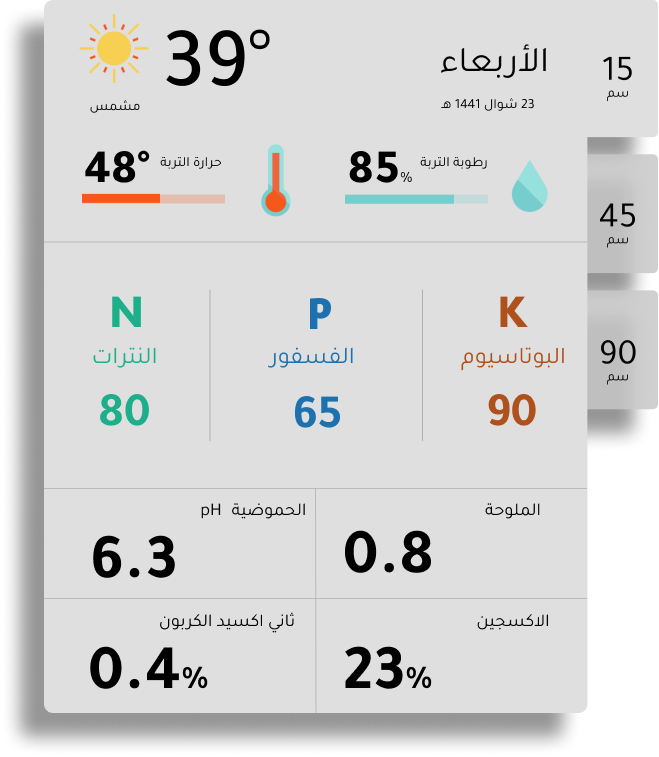 الأربعاء
23 شوال 1441 هـ
39°
مشمس
15
سم
45
سم
90
سم
رطوبة التربة
85%
حرارة التربة
48°
K
البوتاسيوم
90
P
الفسفور
65
N
النترات
80
الملوحة
0.8
الحموضية pH
6.3
الاكسجين
23%
ثاني اكسيد الكربون
0.4%